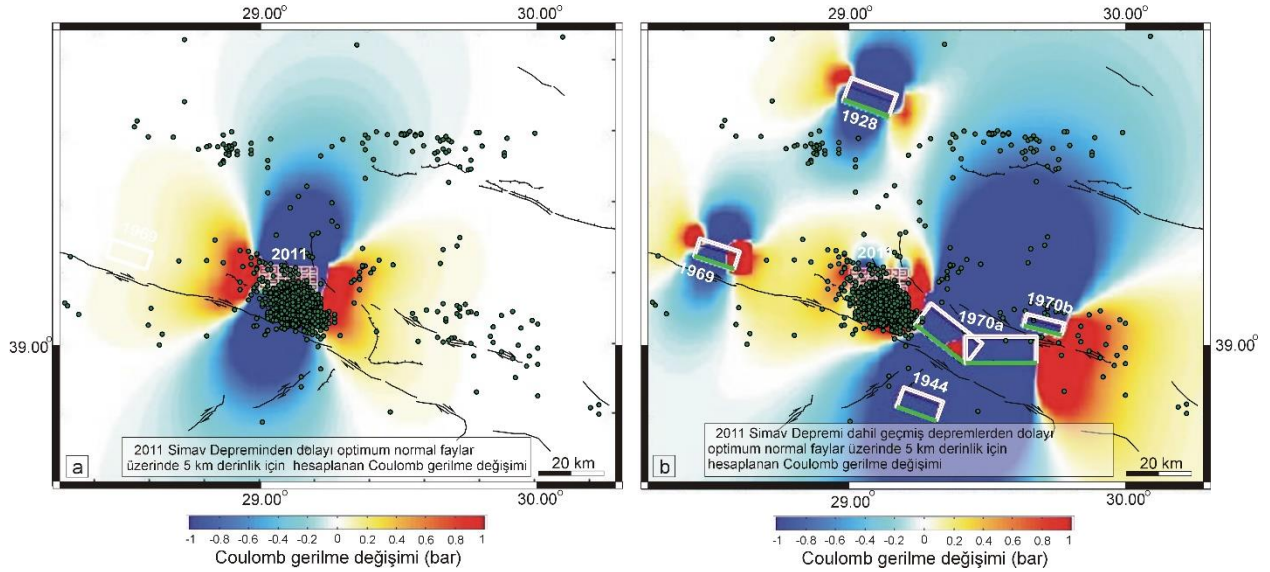 29.00° 30.00°
39.00°
1969
2011
a
2011 Simav Depreminden dolayı optimum normal faylar
üzerinde 5 km derinlik için hesaplanan Coulomb gerilme değişimi
20 km
29.00° 30.00°
-1 -0.8 -0.6 -0.4 -0.2 0 0.2 0.4 0.6 0.8 1
Coulomb gerilme değişimi (bar)
29.00° 30.00°
1928
1969
2011
1970a
1970b
39.00°
1944
b
2011 Simav Depremi dahil geçmiş depremlerden dolayı
optimum normal faylar üzerinde 5 km derinlik için
hesaplanan Coulomb gerilme değişimi
20 km
29.00° 30.00°
-1 -0.8 -0.6 -0.4 -0.2 0 0.2 0.4 0.6 0.8 1
Coulomb gerilme değişimi (bar)